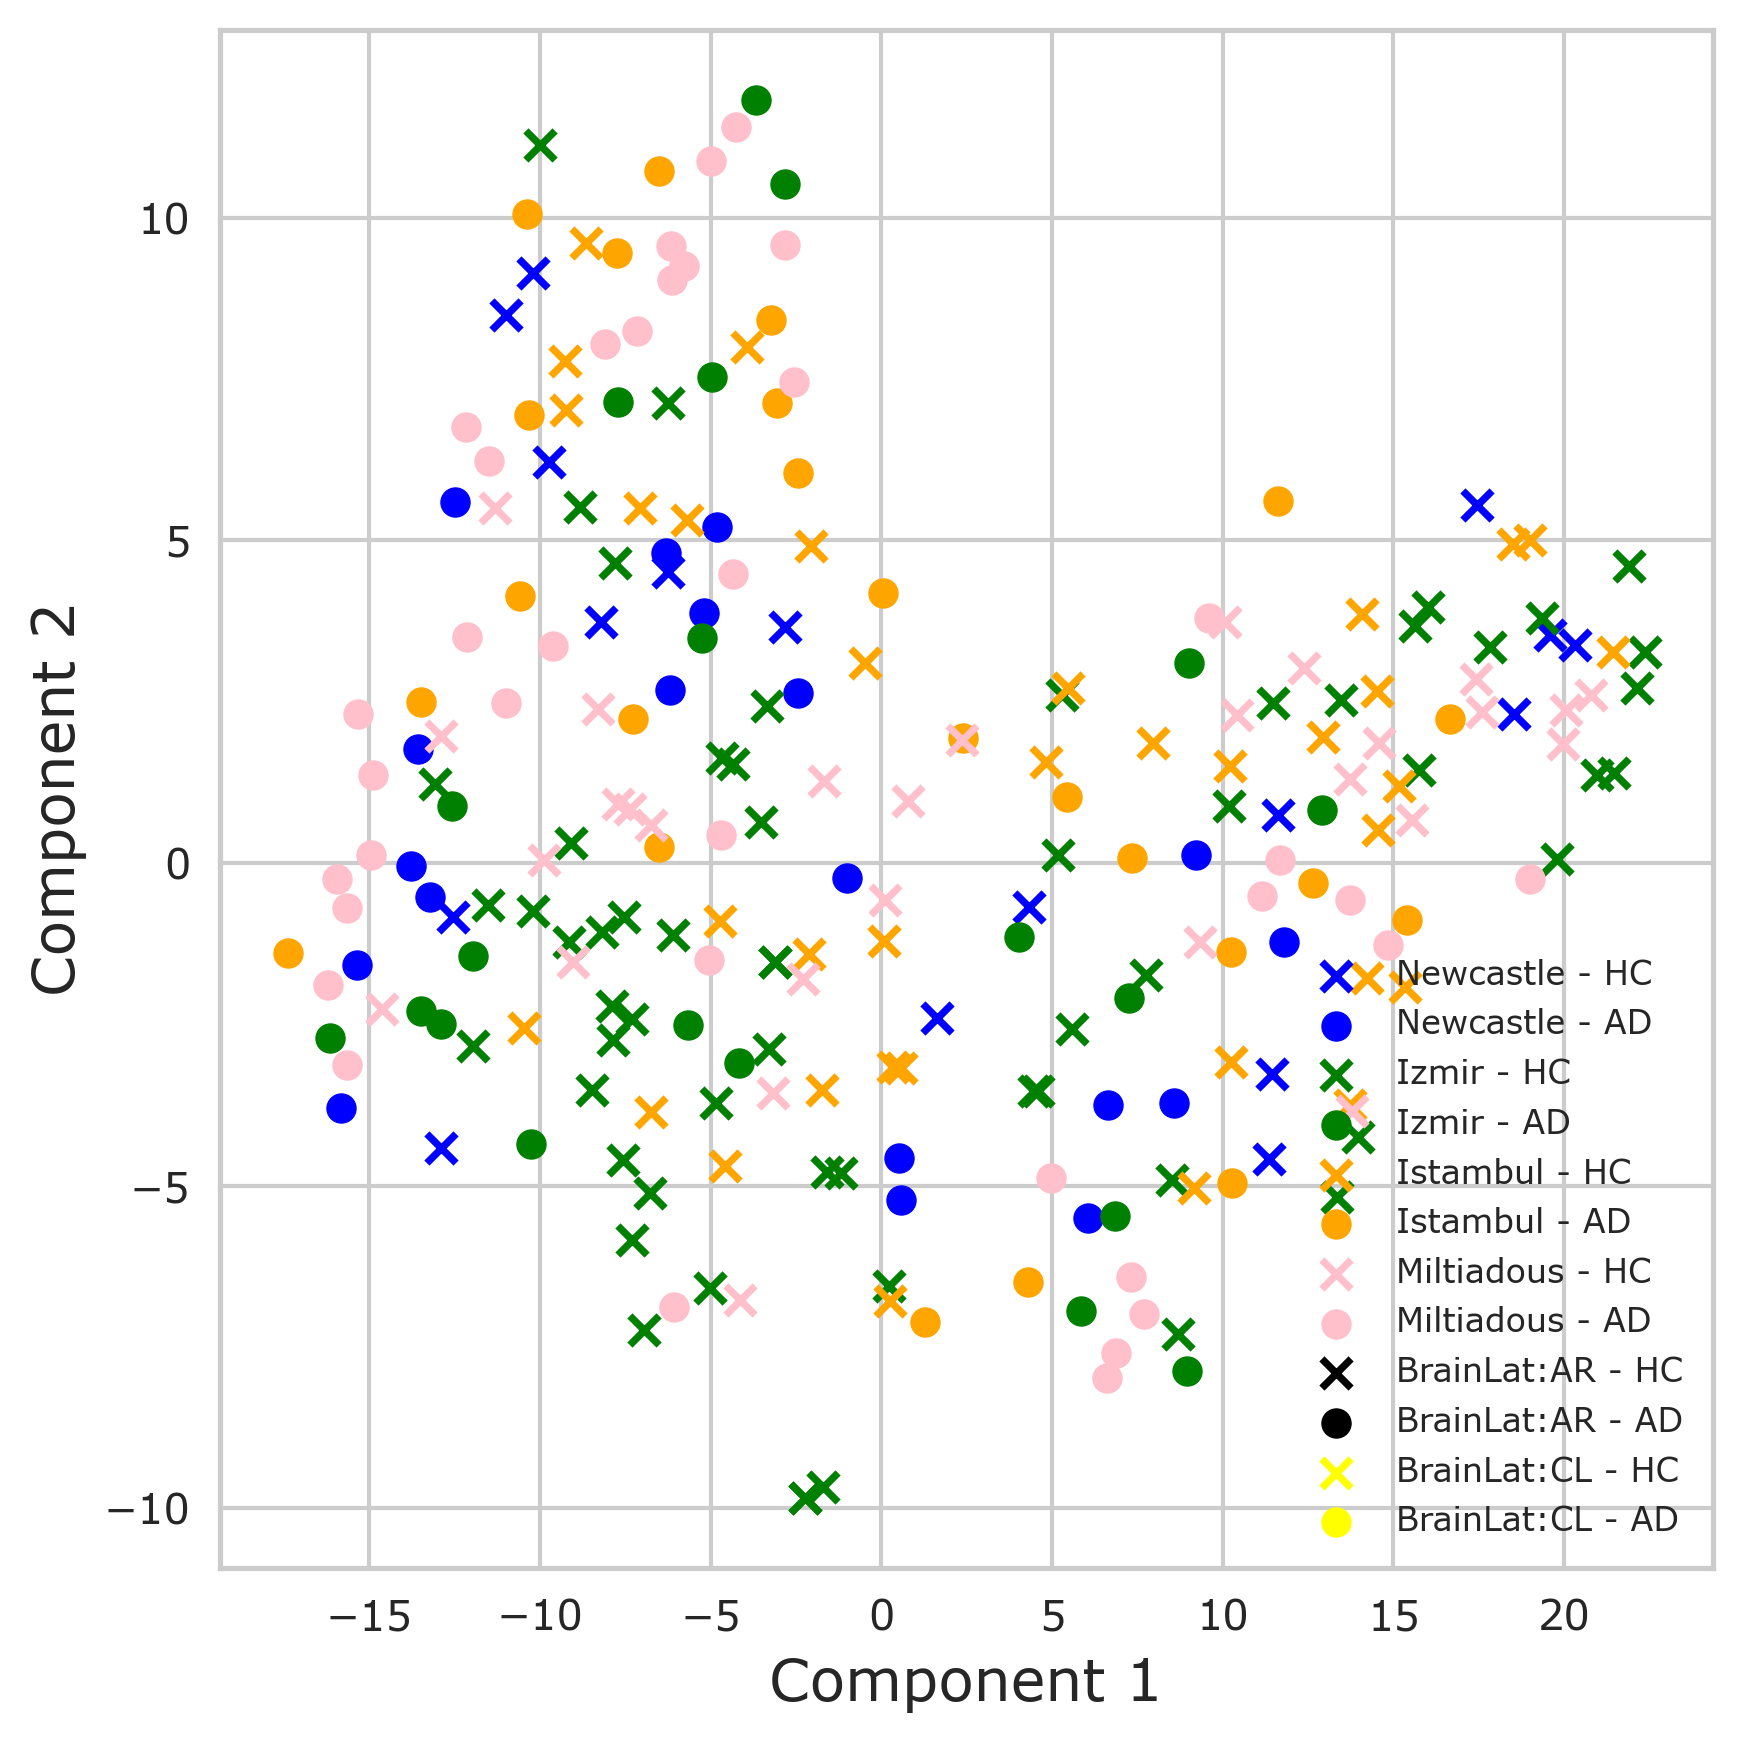 10
5
0
−5
−10
−15
−10
−5
0
5
10
15
20
Component 1
Component 2
Newcastle - HC
Newcastle - AD
Izmir - HC
Izmir - AD
Istambul - HC
Istambul - AD
Miltiadous - HC
Miltiadous - AD
BrainLat:AR - HC
BrainLat:AR - AD
BrainLat:CL - HC
BrainLat:CL - AD